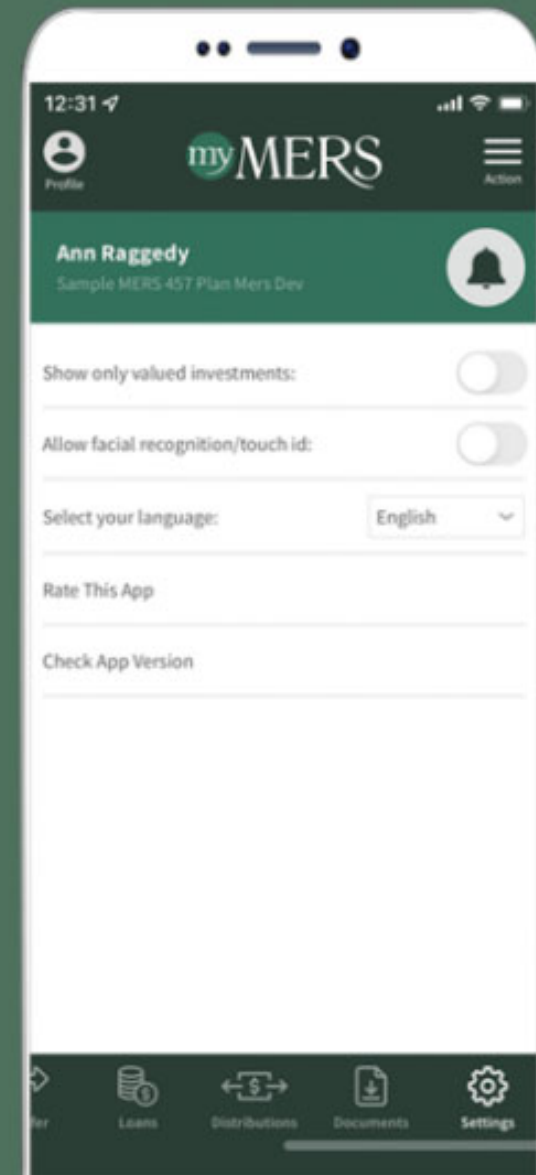 12:31
Profile
myMERS
Action
Ann Raggedy
Sample MERS 457 Plan Mers Dev
Show only valued investments:
Allow facial recognition/touch id:
Select your language: English
Rate This App
Check App Version
fer Loans Distributions Documents Settings